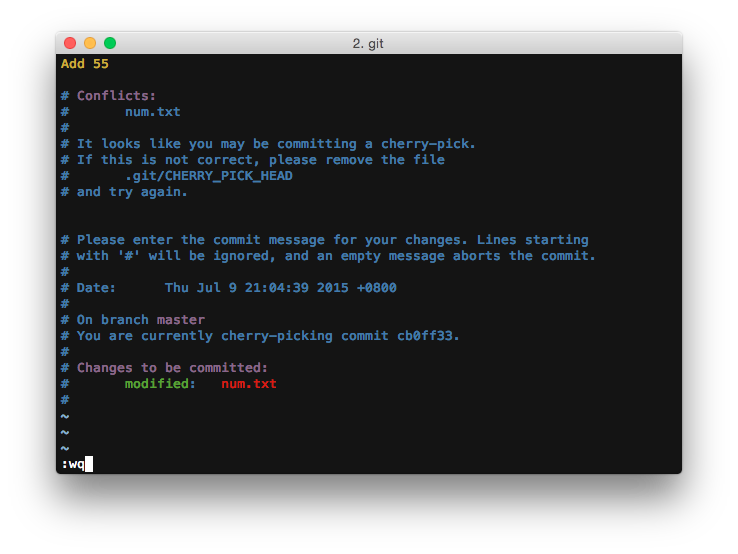 2. git
Add 55
# Conflicts:
#       num.txt
#
# It looks like you may be committing a cherry-pick.
# If this is not correct, please remove the file
#       .git/CHERRY_PICK_HEAD
# and try again.
# Please enter the commit message for your changes. Lines starting
# with '#' will be ignored, and an empty message aborts the commit.
#
# Date:      Thu Jul 9 21:04:39 2015 +0800
#
# On branch master
# You are currently cherry-picking commit cb0ff33.
#
# Changes to be committed:
#       modified:   num.txt
#
~
~
~
:wq